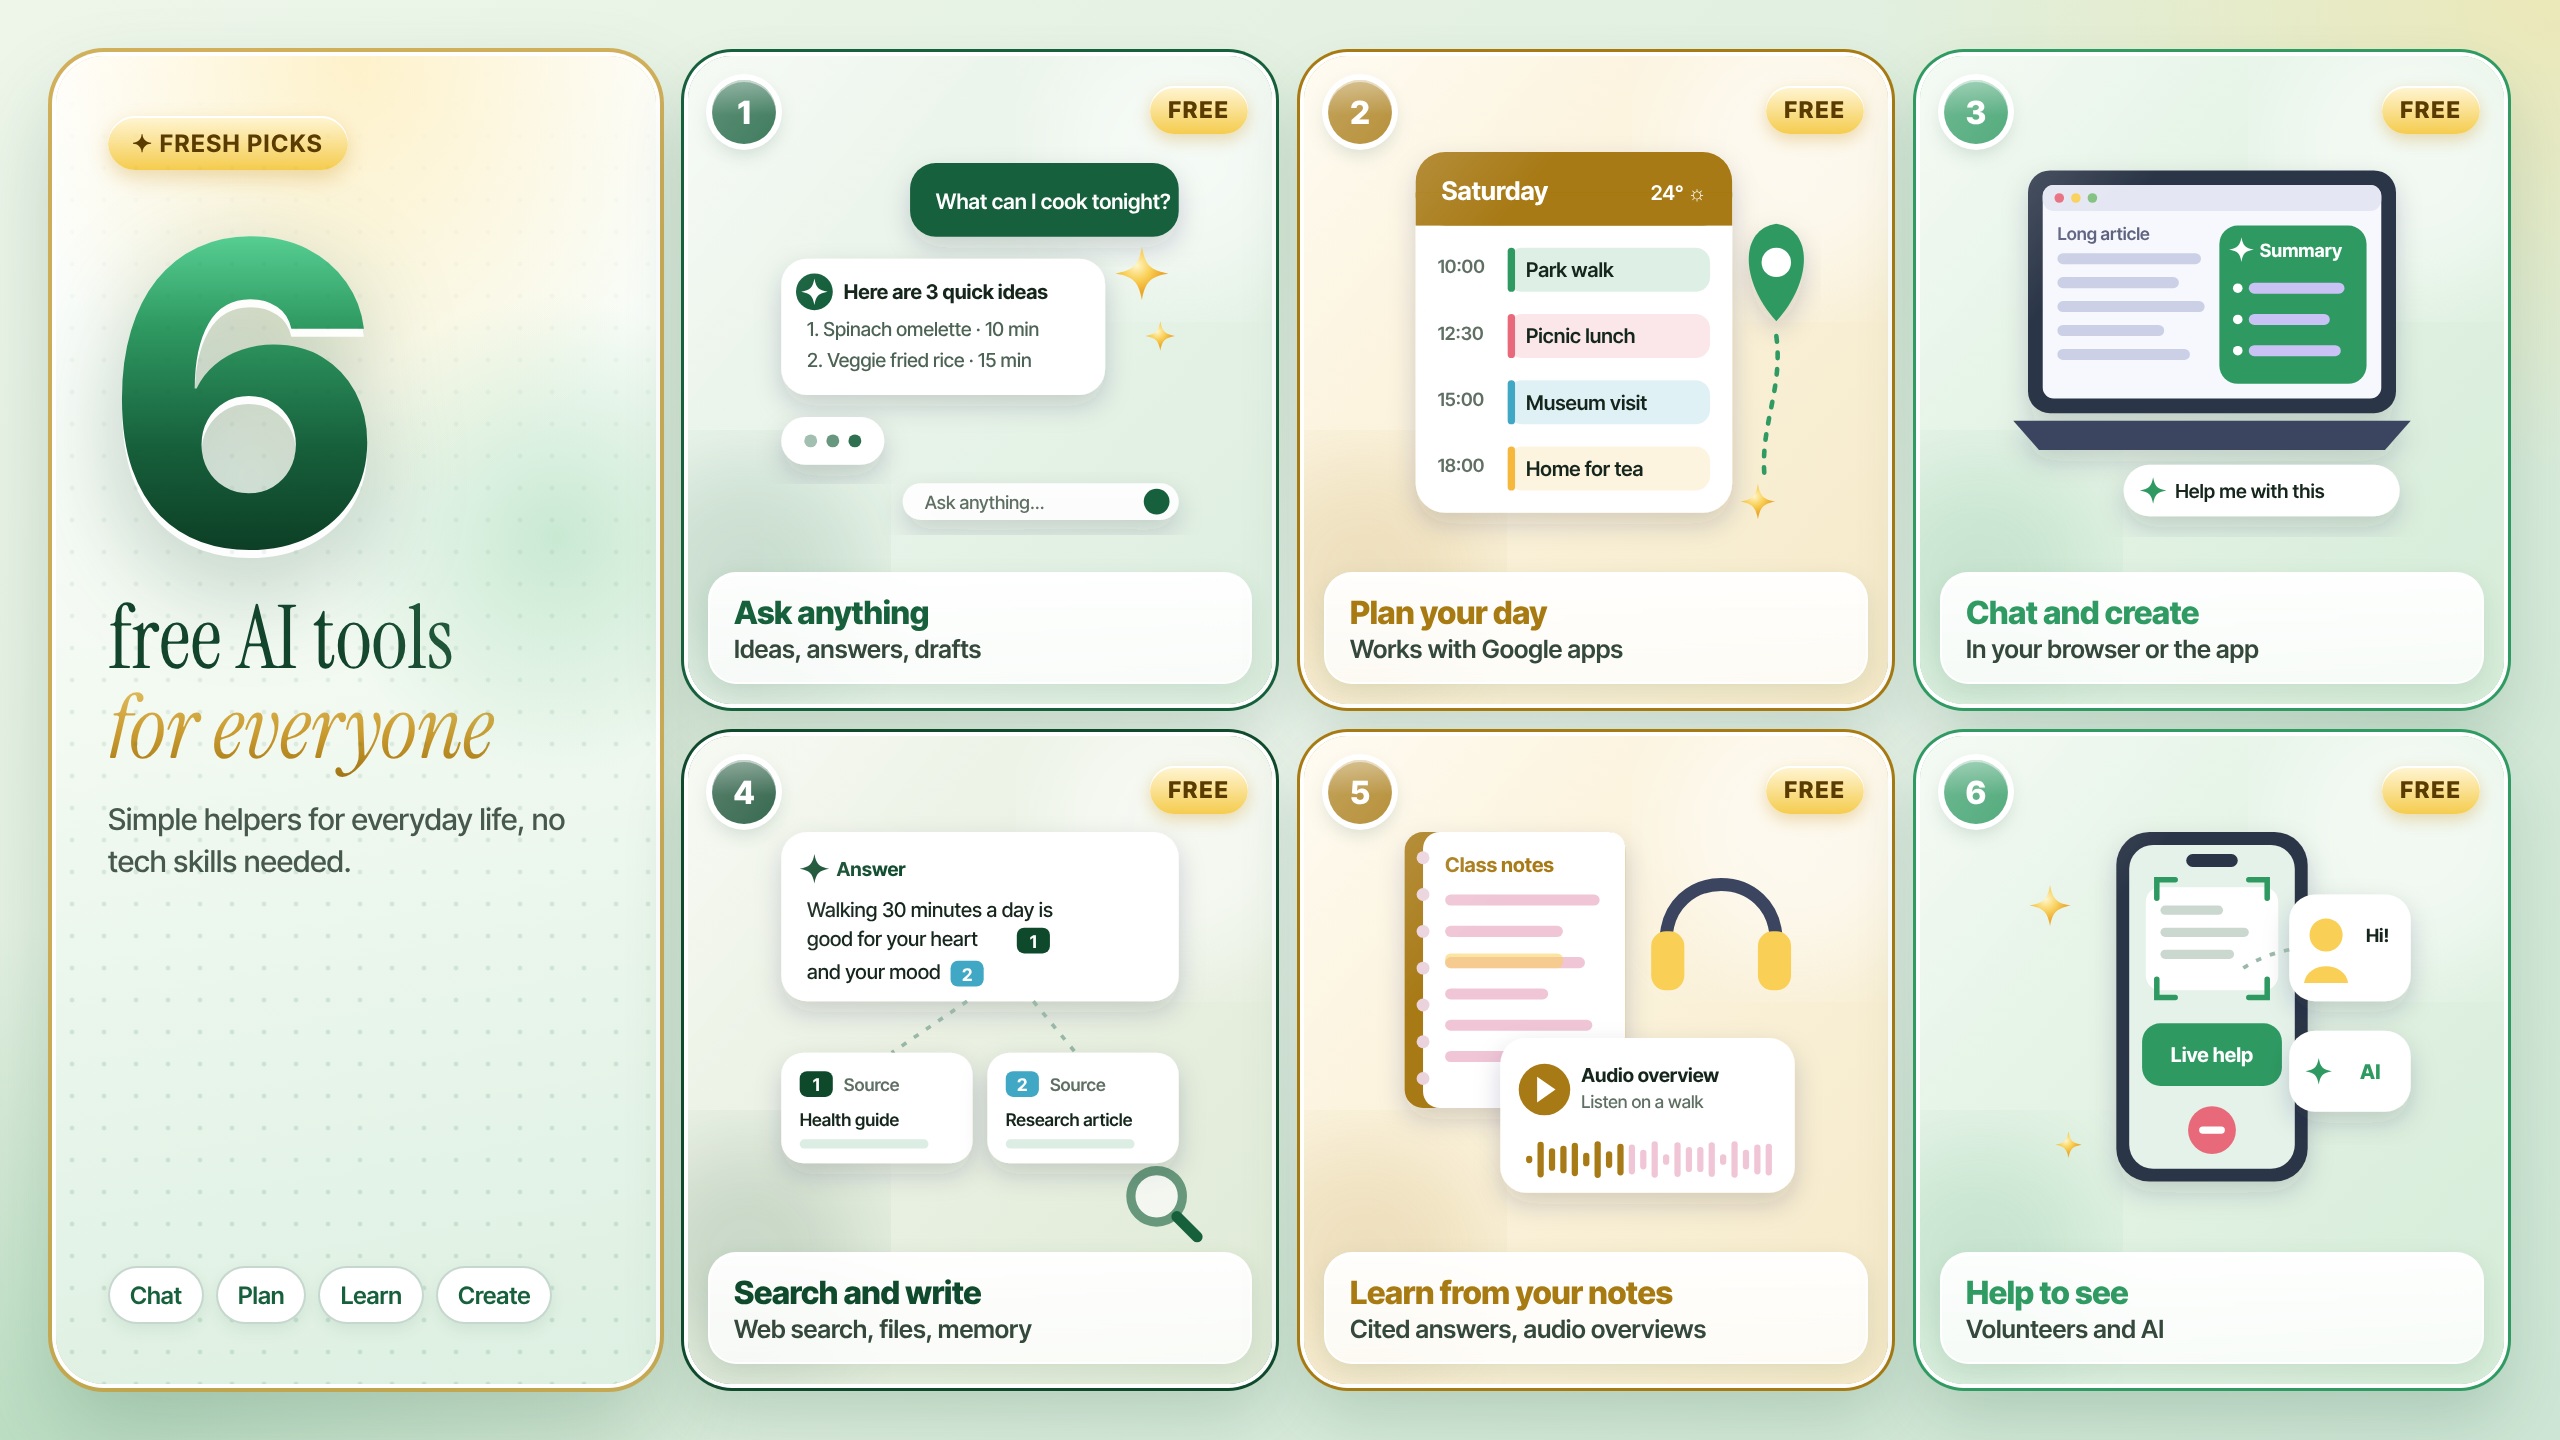 ✦ FRESH PICKS
6
free AI tools
for everyone
Simple helpers for everyday life, no
tech skills needed.
Chat
Plan
Learn
Create
1
FREE
What can I cook tonight?
Here are 3 quick ideas
1. Spinach omelette · 10 min
2. Veggie fried rice · 15 min
Ask anything...
Ask anything
Ideas, answers, drafts
2
FREE
Saturday
24° ☼
10:00
Park walk
12:30
Picnic lunch
15:00
Museum visit
18:00
Home for tea
Plan your day
Works with Google apps
3
FREE
Long article
Summary
Help me with this
Chat and create
In your browser or the app
4
FREE
Answer
Walking 30 minutes a day is
good for your heart 1
and your mood 2
1 Source
Health guide
2 Source
Research article
Search and write
Web search, files, memory
5
FREE
Class notes
Audio overview
Listen on a walk
Learn from your notes
Cited answers, audio overviews
6
FREE
Hi!
Live help
AI
Help to see
Volunteers and AI